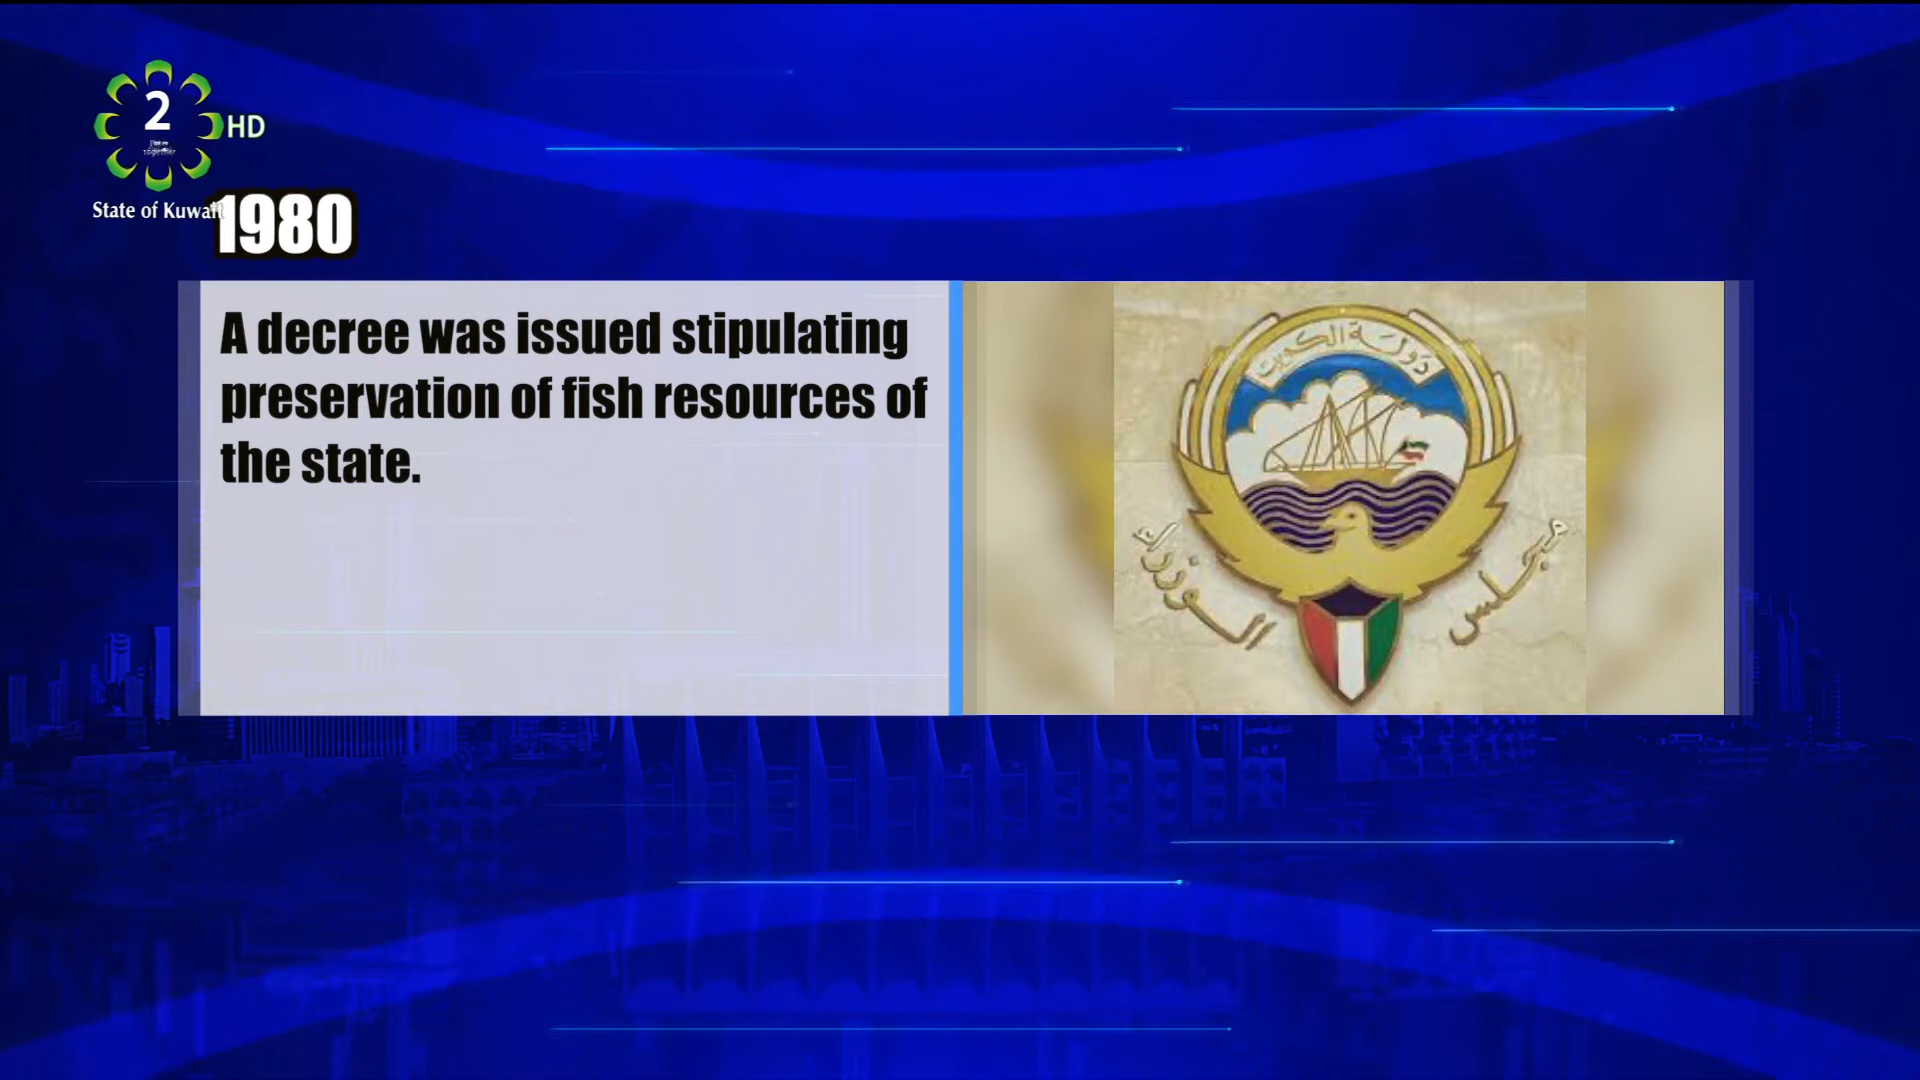 2
HD
Together
State of Kuwait
1980
A decree was issued stipulating
preservation of fish resources of
the state.
دولة الكويت
مجلس
الوزراء